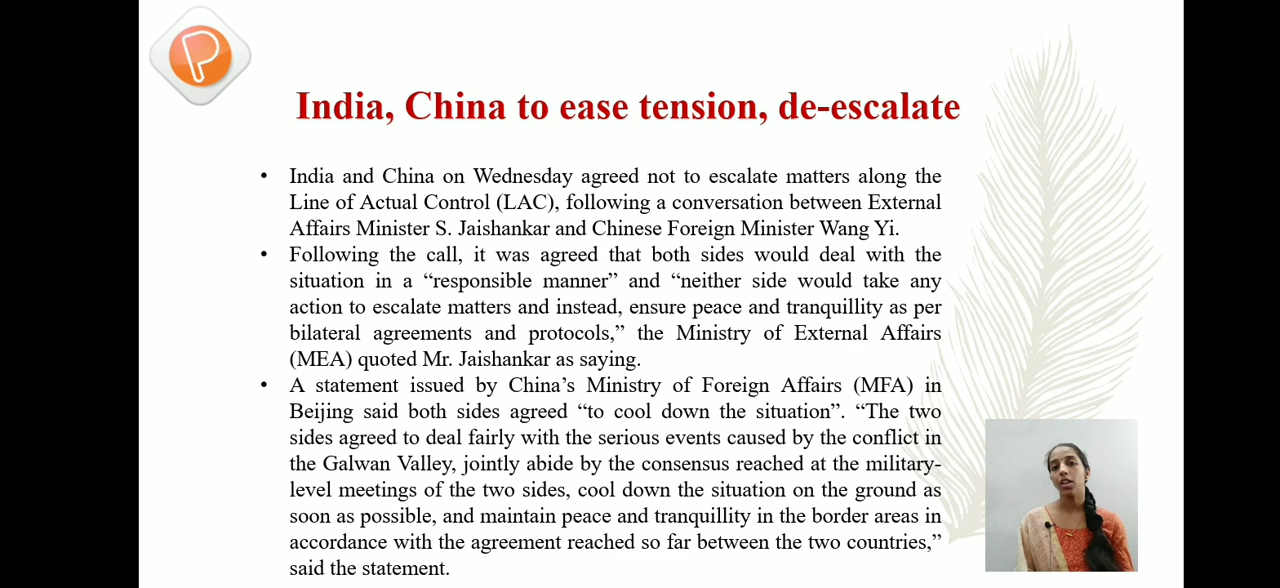 P
India, China to ease tension, de-escalate
• India and China on Wednesday agreed not to escalate matters along the
Line of Actual Control (LAC), following a conversation between External
Affairs Minister S. Jaishankar and Chinese Foreign Minister Wang Yi.
• Following the call, it was agreed that both sides would deal with the
situation in a “responsible manner” and “neither side would take any
action to escalate matters and instead, ensure peace and tranquillity as per
bilateral agreements and protocols,” the Ministry of External Affairs
(MEA) quoted Mr. Jaishankar as saying.
• A statement issued by China’s Ministry of Foreign Affairs (MFA) in
Beijing said both sides agreed “to cool down the situation”. “The two
sides agreed to deal fairly with the serious events caused by the conflict in
the Galwan Valley, jointly abide by the consensus reached at the military-
level meetings of the two sides, cool down the situation on the ground as
soon as possible, and maintain peace and tranquillity in the border areas in
accordance with the agreement reached so far between the two countries,”
said the statement.